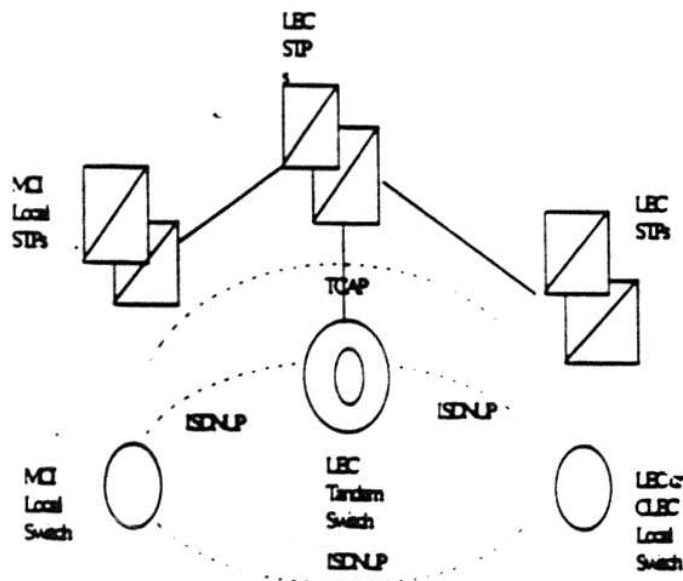 LEC
STP
s
MCI
Local
STPs
LEC
STPs
TCAP
ISDNUP
ISDNUP
MCI
Local
Switch
LEC
Tandem
Switch
LEC or
CLEC
Local
Switch
ISDNUP